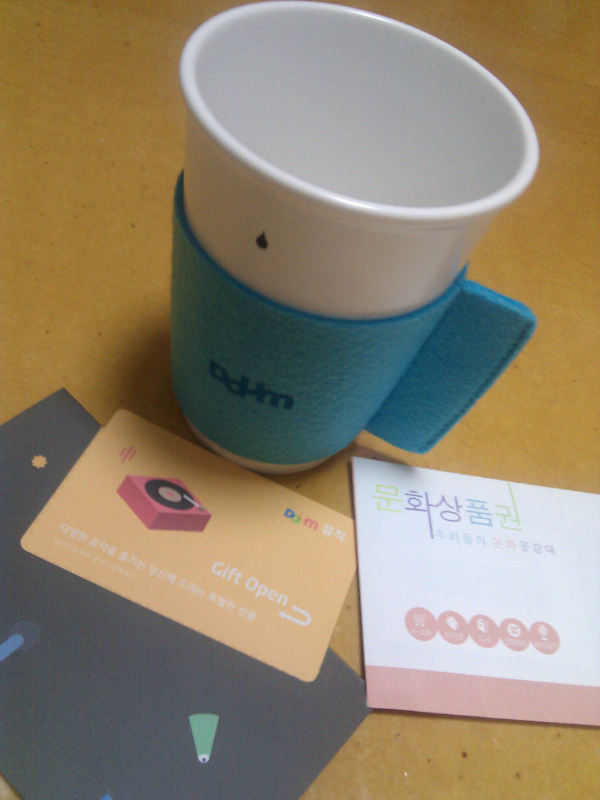 Daum
Daum 뮤직
Gift Open
다양한 음악을 즐기는 당신께 드리는 특별한 선물
문화상품권
우리들의 문화공감대